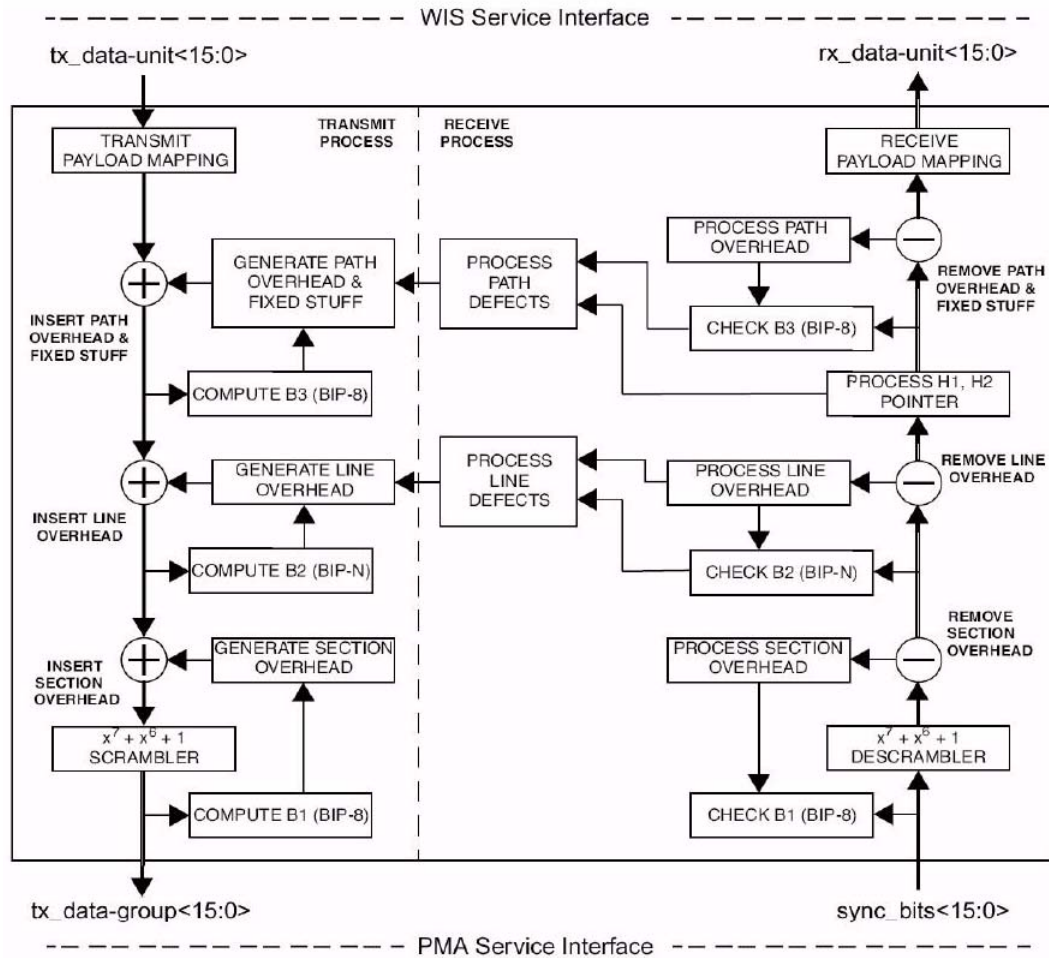 WIS Service Interface
tx_data-unit<15:0>
rx_data-unit<15:0>
TRANSMIT
PROCESS
RECEIVE
PROCESS
TRANSMIT
PAYLOAD MAPPING
RECEIVE
PAYLOAD MAPPING
PROCESS PATH
OVERHEAD
GENERATE PATH
OVERHEAD &
FIXED STUFF
PROCESS
PATH
DEFECTS
REMOVE PATH
OVERHEAD &
FIXED STUFF
INSERT PATH
OVERHEAD &
FIXED STUFF
CHECK B3 (BIP-8)
COMPUTE B3 (BIP-8)
PROCESS H1, H2
POINTER
GENERATE LINE
OVERHEAD
PROCESS
LINE
DEFECTS
PROCESS LINE
OVERHEAD
REMOVE LINE
OVERHEAD
INSERT LINE
OVERHEAD
COMPUTE B2 (BIP-N)
CHECK B2 (BIP-N)
GENERATE SECTION
OVERHEAD
PROCESS SECTION
OVERHEAD
REMOVE
SECTION
OVERHEAD
INSERT
SECTION
OVERHEAD
x⁷ + x⁶ + 1
SCRAMBLER
x⁷ + x⁶ + 1
DESCRAMBLER
COMPUTE B1 (BIP-8)
CHECK B1 (BIP-8)
tx_data-group<15:0>
sync_bits<15:0>
PMA Service Interface